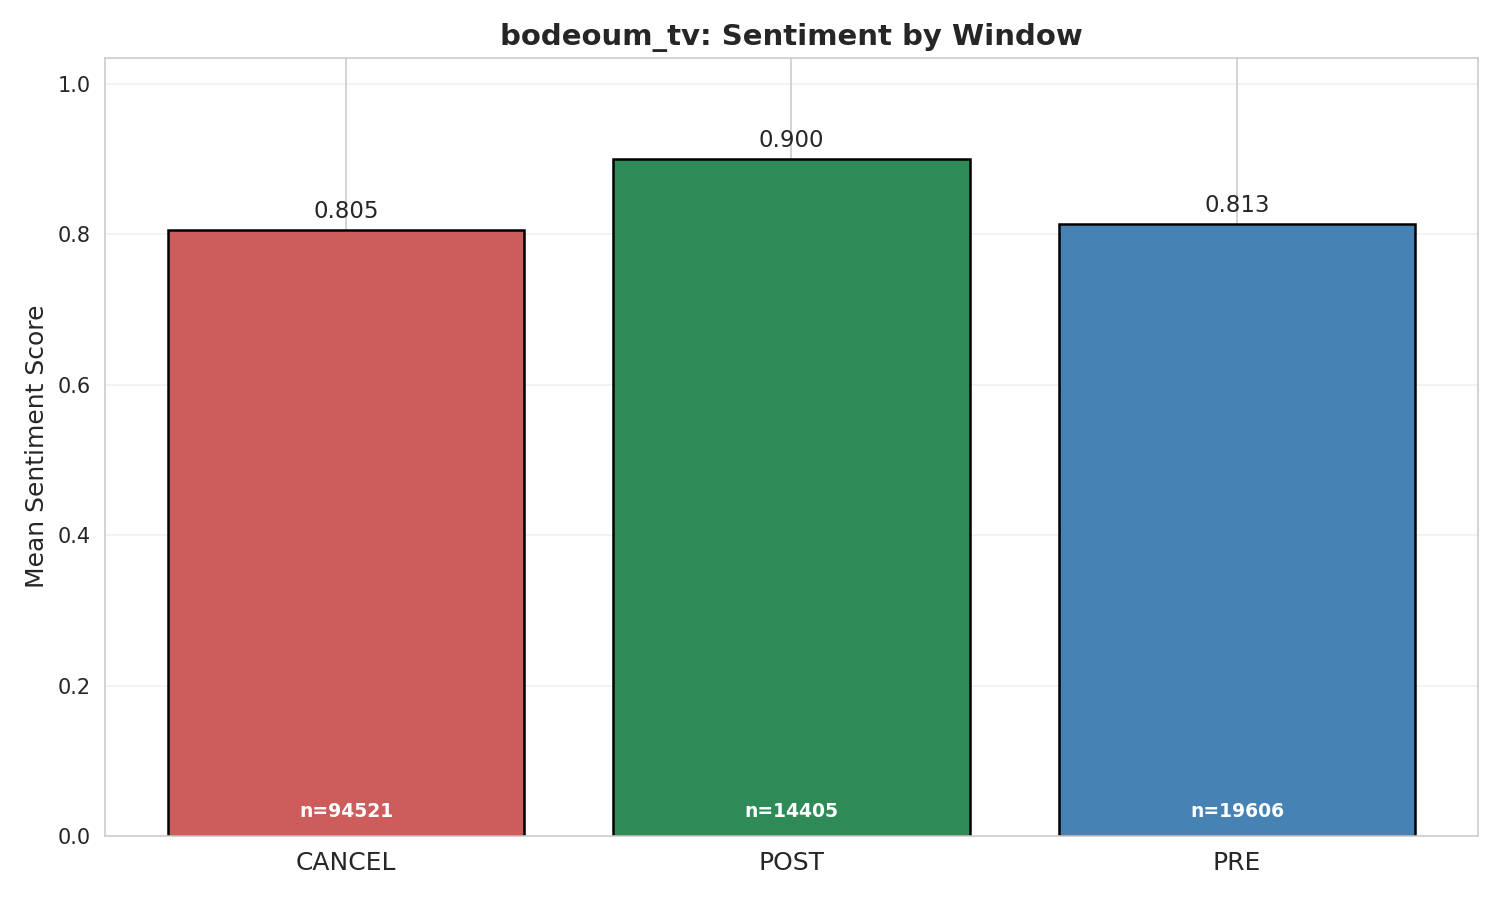 bodeoum_tv: Sentiment by Window
Mean Sentiment Score
1.0
0.8
0.6
0.4
0.2
0.0
0.805
0.900
0.813
n=94521
n=14405
n=19606
CANCEL
POST
PRE